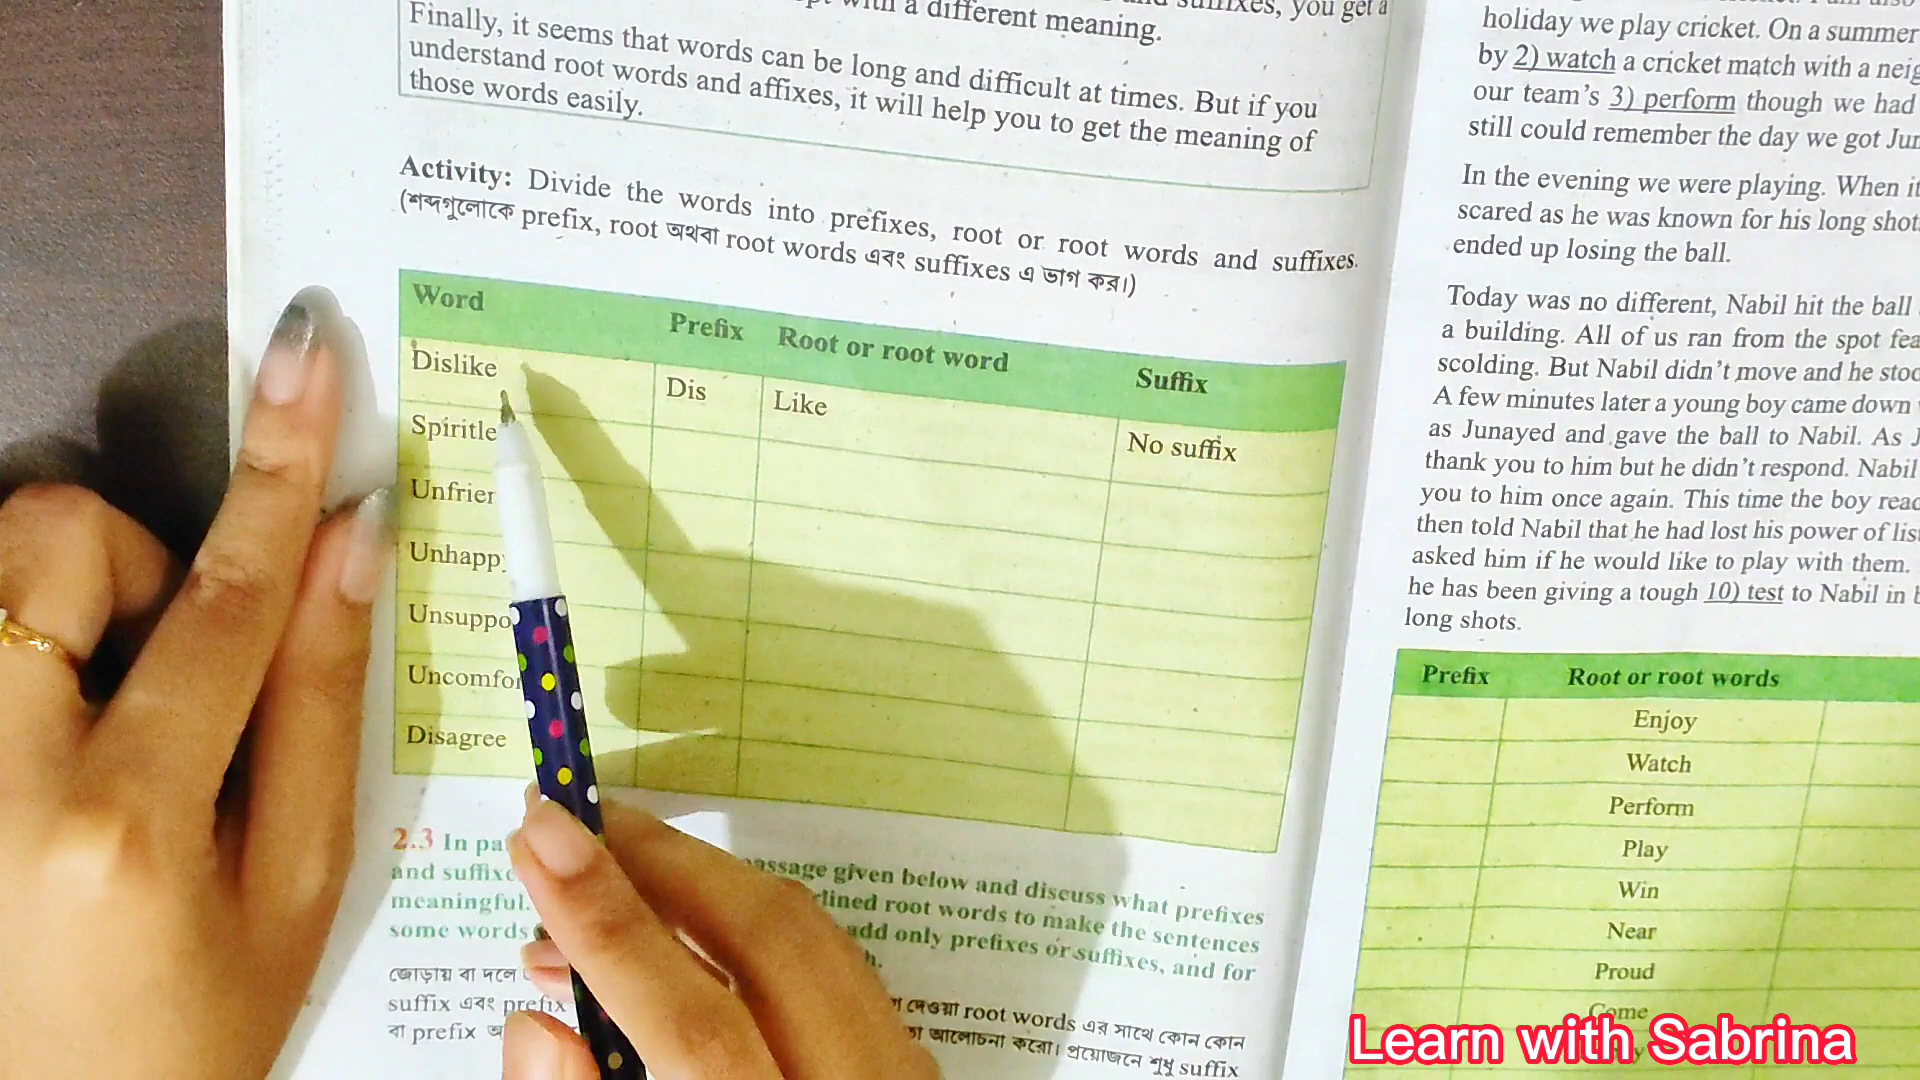 with a different meaning.
suffixes, you get a
Finally, it seems that words can be long and difficult at times. But if you
understand root words and affixes, it will help you to get the meaning of
those words easily.
Activity: Divide the words into prefixes, root or root words and suffixes.
(শব্দগুলোকে prefix, root অথবা root words এবং suffixes এ ভাগ কর।)
Word Prefix Root or root word Suffix
Dislike Dis Like No suffix
Spiritle
Unfrien
Unhappy
Unsuppo
Uncomfor
Disagree
2.3 In pa assage given below and discuss what prefixes
and suffixe rlined root words to make the sentences
meaningful. add only prefixes or suffixes, and for
some words h.
জোড়ায় বা দলে দেওয়া root words এর সাথে কোন কোন
suffix এবং prefix আলোচনা করো। প্রয়োজনে শুধু suffix
বা prefix
holiday we play cricket. On a summer
by 2) watch a cricket match with a neig
our team's 3) perform though we had
still could remember the day we got Jun
In the evening we were playing. When it
scared as he was known for his long shot
ended up losing the ball.
Today was no different, Nabil hit the ball
a building. All of us ran from the spot fea
scolding. But Nabil didn't move and he stoo
A few minutes later a young boy came down
as Junayed and gave the ball to Nabil. As J
thank you to him but he didn't respond. Nabil
you to him once again. This time the boy read
then told Nabil that he had lost his power of lis
asked him if he would like to play with them.
he has been giving a tough 10) test to Nabil in b
long shots.
Prefix Root or root words
Enjoy
Watch
Perform
Play
Win
Near
Proud
Come
Learn with Sabrina